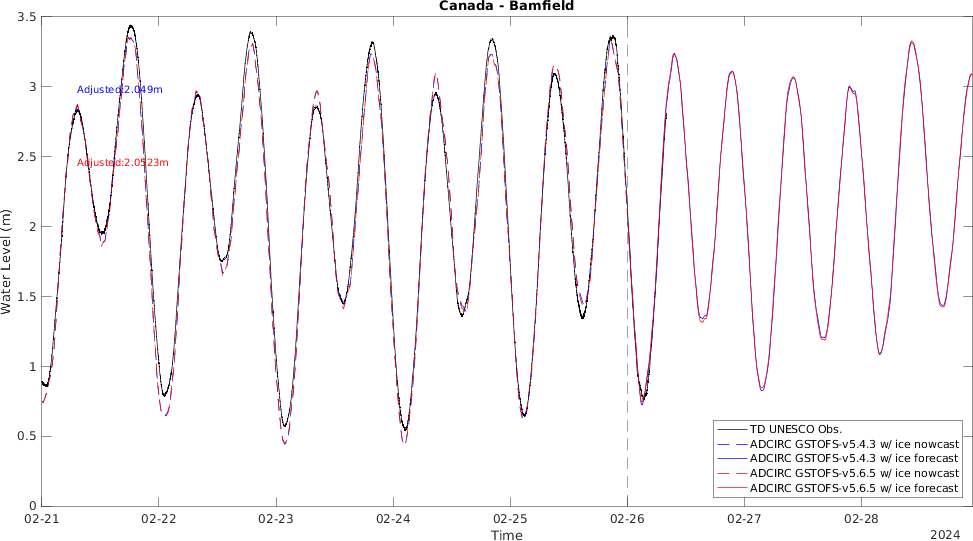 Canada - Bamfield
3.5
3
2.5
2
1.5
1
0.5
0
Water Level (m)
Adjusted:2.049m
Adjusted:2.0523m
TD UNESCO Obs.
ADCIRC GSTOFS-v5.4.3 w/ ice nowcast
ADCIRC GSTOFS-v5.4.3 w/ ice forecast
ADCIRC GSTOFS-v5.6.5 w/ ice nowcast
ADCIRC GSTOFS-v5.6.5 w/ ice forecast
02-21 02-22 02-23 02-24 02-25 02-26 02-27 02-28
Time
2024